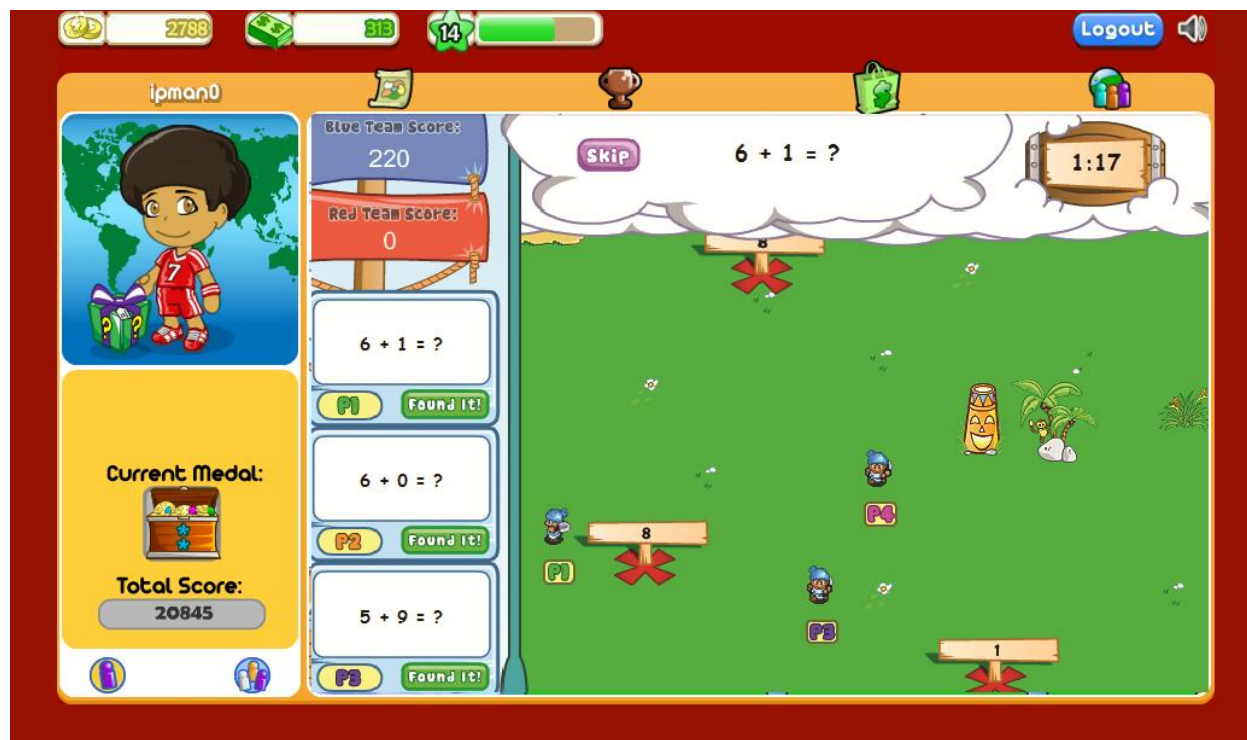 2788
313
14
Logout
ipman0
Blue Team Score:
220
Red Team Score:
0
Skip
6 + 1 = ?
1:17
8
6 + 1 = ?
P1
Found It!
6 + 0 = ?
P2
Found It!
5 + 9 = ?
P3
Found It!
7
? ?
Current Medal:
Total Score:
20845
P4
8
P1
P3
1